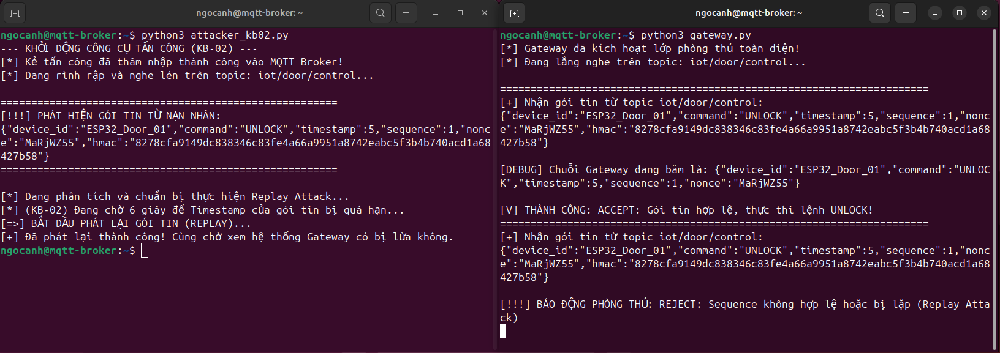 ngocanh@mqtt-broker: ~
ngocanh@mqtt-broker:~$ python3 attacker_kb02.py
--- KHỞI ĐỘNG CÔNG CỤ TẤN CÔNG (KB-02) ---
[*] Kẻ tấn công đã thâm nhập thành công vào MQTT Broker!
[*] Đang rình rập và nghe lén trên topic: iot/door/control...
=======================================================
[!!!] PHÁT HIỆN GÓI TIN TỪ NẠN NHÂN:
{"device_id":"ESP32_Door_01","command":"UNLOCK","timestamp":5,"sequence":1,"nonc
e":"MaRjWZ55","hmac":"8278cfa9149dc838346c83fe4a66a9951a8742eabc5f3b4b740acd1a68
427b58"}
=======================================================
[*] Đang phân tích và chuẩn bị thực hiện Replay Attack...
[*] (KB-02) Đang chờ 6 giây để Timestamp của gói tin bị quá hạn...
[=>] BẮT ĐẦU PHÁT LẠI GÓI TIN (REPLAY)...
[+] Đã phát lại thành công! Cùng chờ xem hệ thống Gateway có bị lừa không.
ngocanh@mqtt-broker:~$
ngocanh@mqtt-broker: ~
ngocanh@mqtt-broker:~$ python3 gateway.py
[*] Gateway đã kích hoạt lớp phòng thủ toàn diện!
[*] Đang lắng nghe trên topic: iot/door/control...
======================================================================
[+] Nhận gói tin từ topic iot/door/control:
{"device_id":"ESP32_Door_01","command":"UNLOCK","timestamp":5,"sequence":1,"nonc
e":"MaRjWZ55","hmac":"8278cfa9149dc838346c83fe4a66a9951a8742eabc5f3b4b740acd1a68
427b58"}
[DEBUG] Chuỗi Gateway đang băm là: {"device_id":"ESP32_Door_01","command":"UNLOC
K","timestamp":5,"sequence":1,"nonce":"MaRjWZ55"}
[V] THÀNH CÔNG: ACCEPT: Gói tin hợp lệ, thực thi lệnh UNLOCK!
======================================================================
[+] Nhận gói tin từ topic iot/door/control:
{"device_id":"ESP32_Door_01","command":"UNLOCK","timestamp":5,"sequence":1,"nonc
e":"MaRjWZ55","hmac":"8278cfa9149dc838346c83fe4a66a9951a8742eabc5f3b4b740acd1a68
427b58"}
[!!!] BÁO ĐỘNG PHÒNG THỦ: REJECT: Sequence không hợp lệ hoặc bị lặp (Replay Atta
ck)